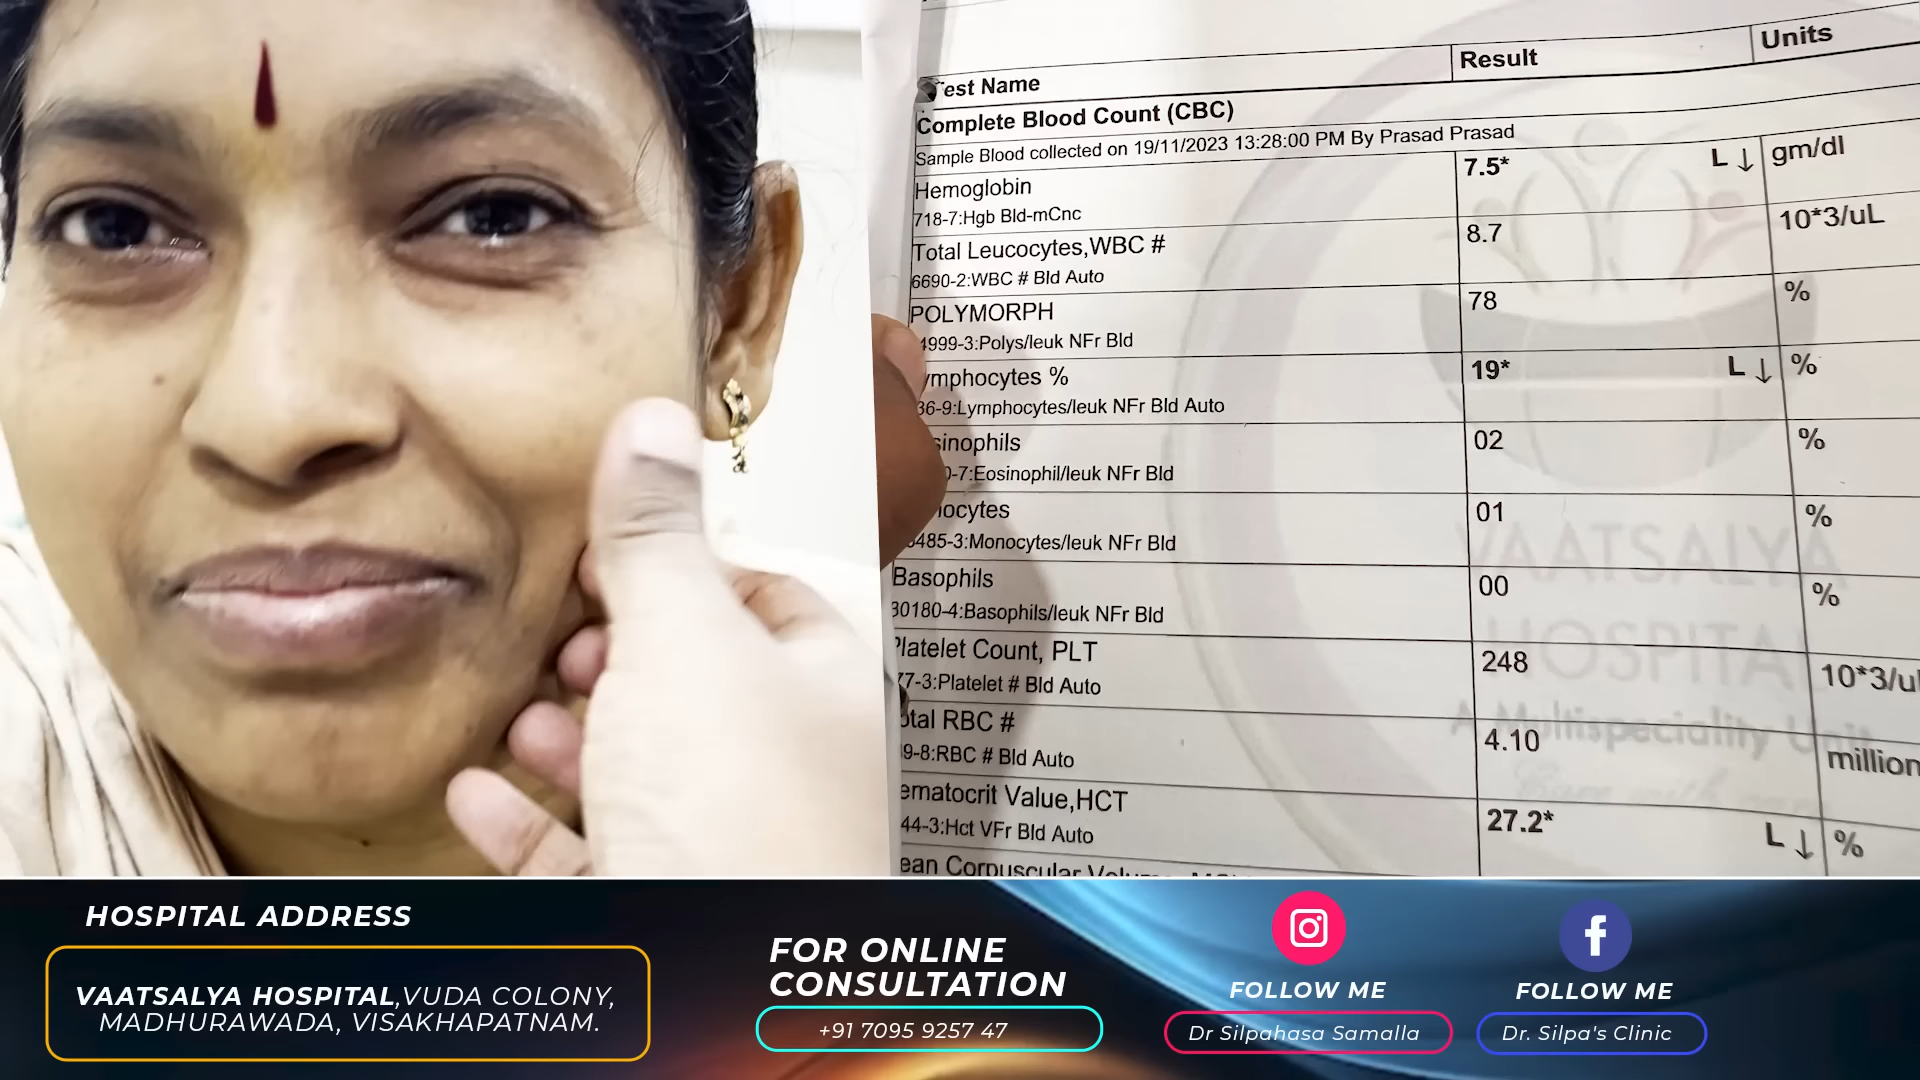 Test Name Result Units
Complete Blood Count (CBC)
Sample Blood collected on 19/11/2023 13:28:00 PM By Prasad Prasad
Hemoglobin 7.5* L ↓ gm/dl
718-7:Hgb Bld-mCnc
Total Leucocytes,WBC # 8.7 10*3/uL
6690-2:WBC # Bld Auto
POLYMORPH 78 %
4999-3:Polys/leuk NFr Bld
ymphocytes % 19* L ↓ %
36-9:Lymphocytes/leuk NFr Bld Auto
sinophils 02 %
0-7:Eosinophil/leuk NFr Bld
nocytes 01 %
485-3:Monocytes/leuk NFr Bld
Basophils 00 %
30180-4:Basophils/leuk NFr Bld
Platelet Count, PLT 248 10*3/u
77-3:Platelet # Bld Auto
otal RBC # 4.10 million
9-8:RBC # Bld Auto
ematocrit Value,HCT 27.2* L ↓ %
44-3:Hct VFr Bld Auto
ean Corpuscular
VAATSALYA
HOSPITAL
A Multispeciality Unit
HOSPITAL ADDRESS
VAATSALYA HOSPITAL,VUDA COLONY,
MADHURAWADA, VISAKHAPATNAM.
FOR ONLINE
CONSULTATION
+91 7095 9257 47
FOLLOW ME
Dr Silpahasa Samalla
FOLLOW ME
Dr. Silpa's Clinic